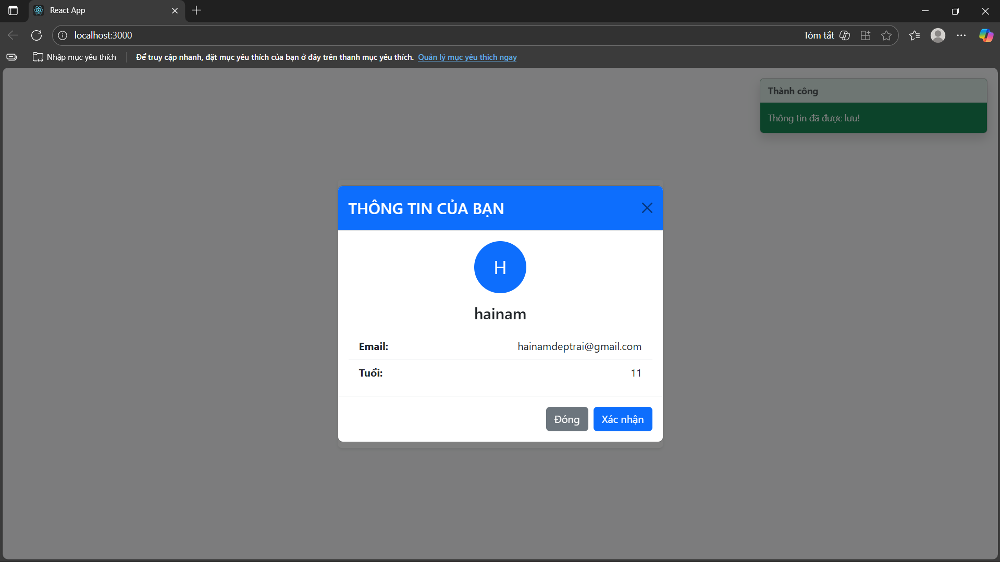 React App
localhost:3000
Tóm tắt
Nhập mục yêu thích
Để truy cập nhanh, đặt mục yêu thích của bạn ở đây trên thanh mục yêu thích. Quản lý mục yêu thích ngay
Thành công
Thông tin đã được lưu!
THÔNG TIN CỦA BẠN
H
hainam
Email: hainamdeptrai@gmail.com
Tuổi: 11
Đóng Xác nhận